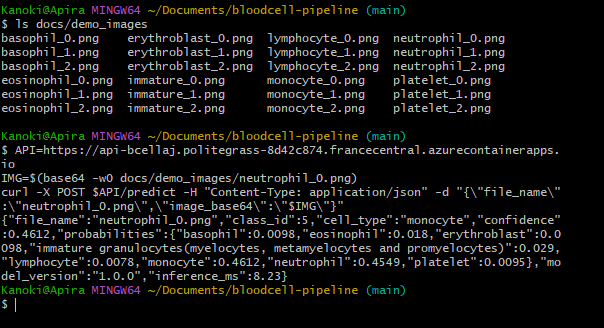 Kanoki@Apira MINGW64 ~/Documents/bloodcell-pipeline (main)
$ ls docs/demo_images
basophil_0.png    erythroblast_0.png  lymphocyte_0.png  neutrophil_0.png
basophil_1.png    erythroblast_1.png  lymphocyte_1.png  neutrophil_1.png
basophil_2.png    erythroblast_2.png  lymphocyte_2.png  neutrophil_2.png
eosinophil_0.png  immature_0.png      monocyte_0.png    platelet_0.png
eosinophil_1.png  immature_1.png      monocyte_1.png    platelet_1.png
eosinophil_2.png  immature_2.png      monocyte_2.png    platelet_2.png
Kanoki@Apira MINGW64 ~/Documents/bloodcell-pipeline (main)
$ API=https://api-bcellaj.politegrass-8d42c874.francecentral.azurecontainerapps.
io
IMG=$(base64 -w0 docs/demo_images/neutrophil_0.png)
curl -X POST $API/predict -H "Content-Type: application/json" -d "{\"file_name\"
:\"neutrophil_0.png\",\"image_base64\":\"$IMG\"}"
{"file_name":"neutrophil_0.png","class_id":5,"cell_type":"monocyte","confidence"
:0.4612,"probabilities":{"basophil":0.0098,"eosinophil":0.018,"erythroblast":0.0
098,"immature granulocytes(myelocytes, metamyelocytes and promyelocytes)":0.029,
"lymphocyte":0.0078,"monocyte":0.4612,"neutrophil":0.4549,"platelet":0.0095},"mo
del_version":"1.0.0","inference_ms":8.23}
Kanoki@Apira MINGW64 ~/Documents/bloodcell-pipeline (main)
$